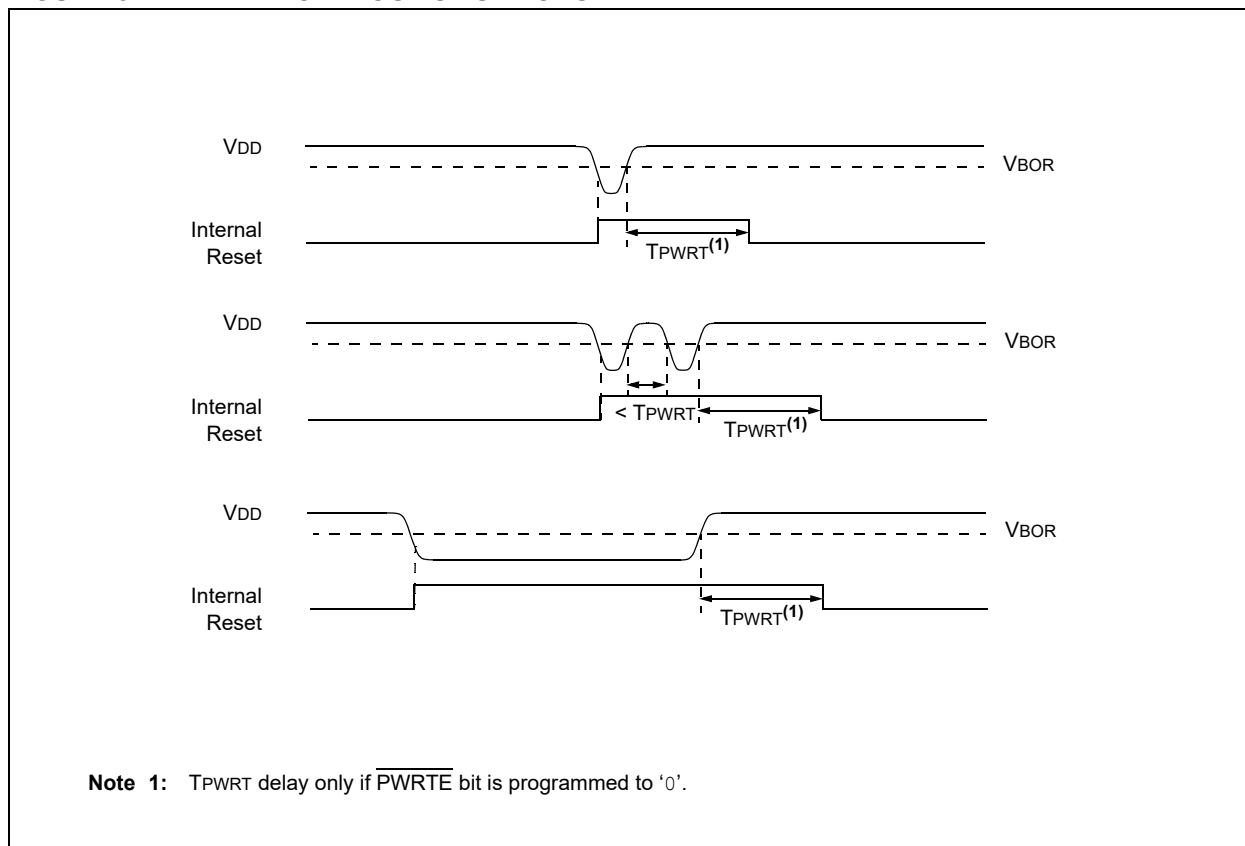 VDD
VBOR
Internal
Reset
TPWRT(1)
VDD
VBOR
Internal
Reset
< TPWRT
TPWRT(1)
VDD
VBOR
Internal
Reset
TPWRT(1)
Note 1: TPWRT delay only if PWRTE bit is programmed to ‘0’.